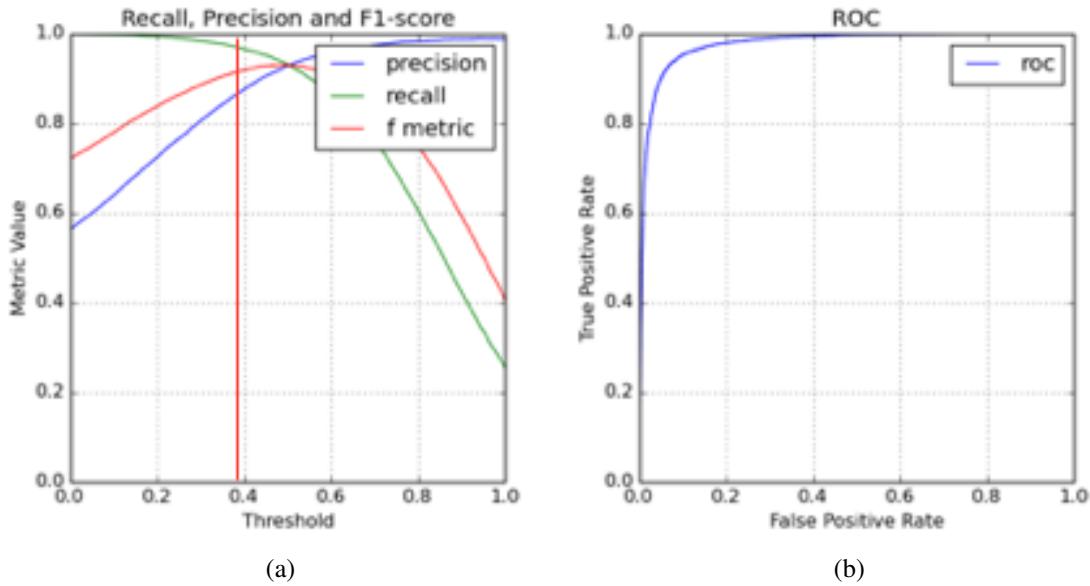 Recall, Precision and F1-score
1.0
0.8
0.6
0.4
0.2
0.0
Metric Value
precision
recall
f metric
0.0 0.2 0.4 0.6 0.8 1.0
Threshold
(a)
ROC
1.0
0.8
0.6
0.4
0.2
0.0
True Positive Rate
roc
0.0 0.2 0.4 0.6 0.8 1.0
False Positive Rate
(b)